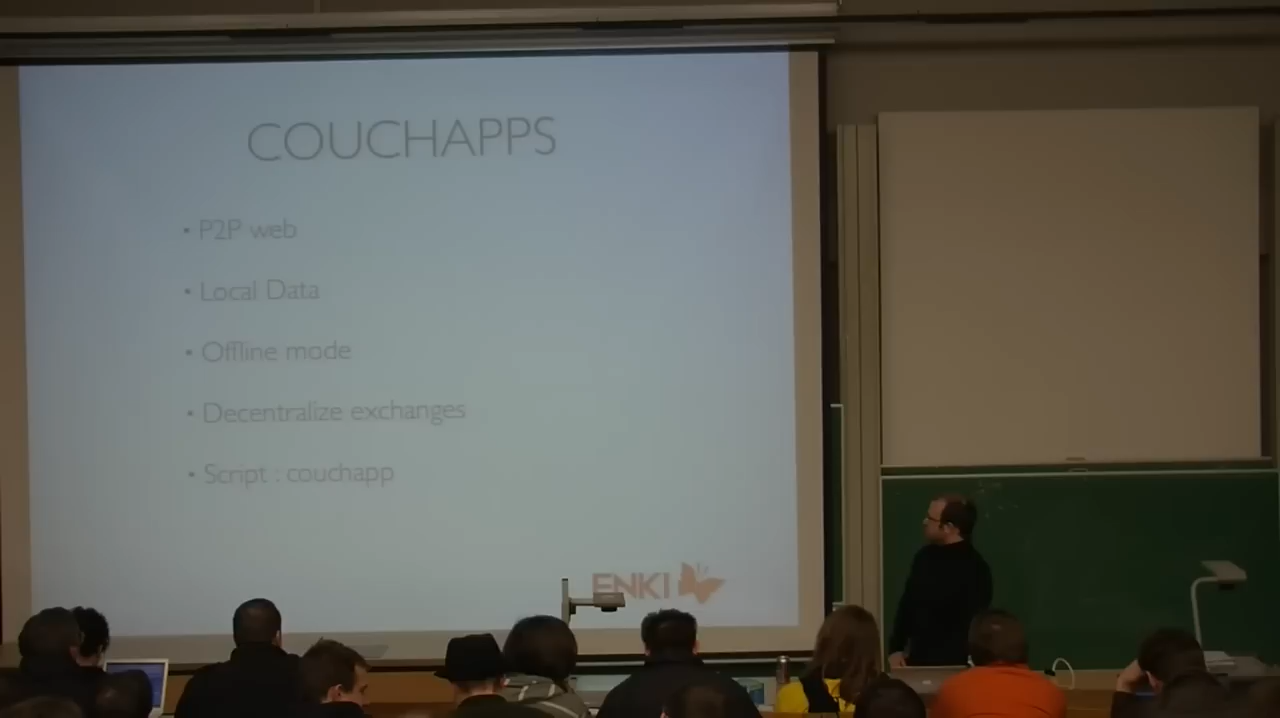 COUCHAPPS
• P2P web
• Local Data
• Offline mode
• Decentralize exchanges
• Script : couchapp
ENKI